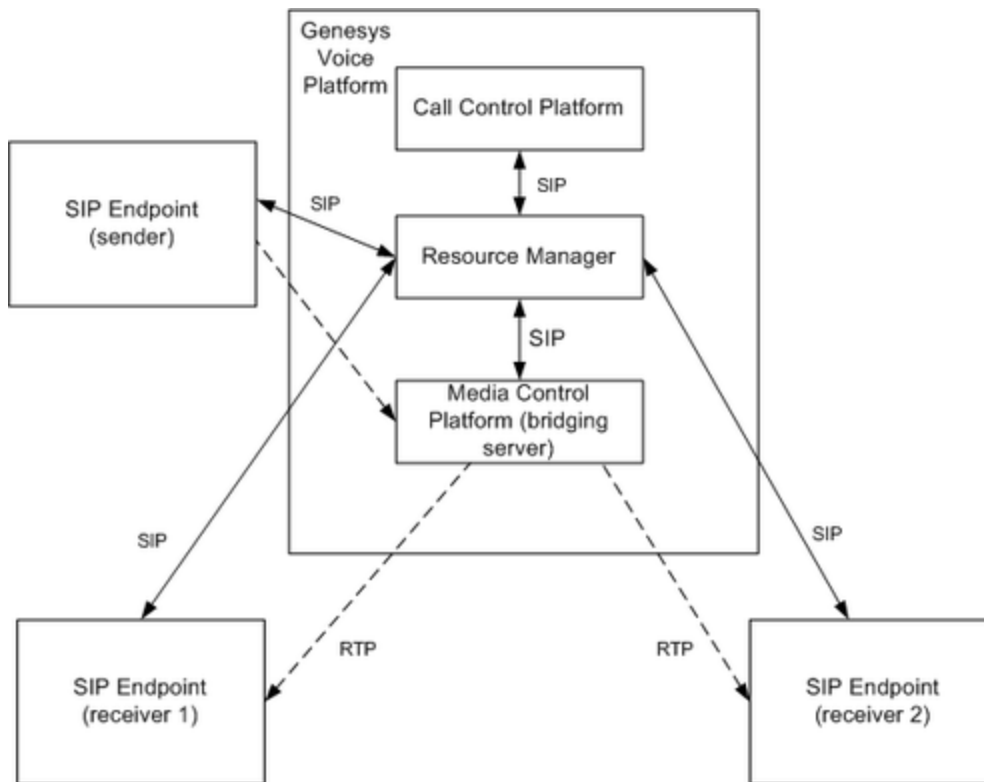 Genesys
Voice
Platform
Call Control Platform
SIP
SIP Endpoint
(sender)
SIP
Resource Manager
SIP
Media Control
Platform (bridging
server)
SIP
SIP
RTP
RTP
SIP Endpoint
(receiver 1)
SIP Endpoint
(receiver 2)